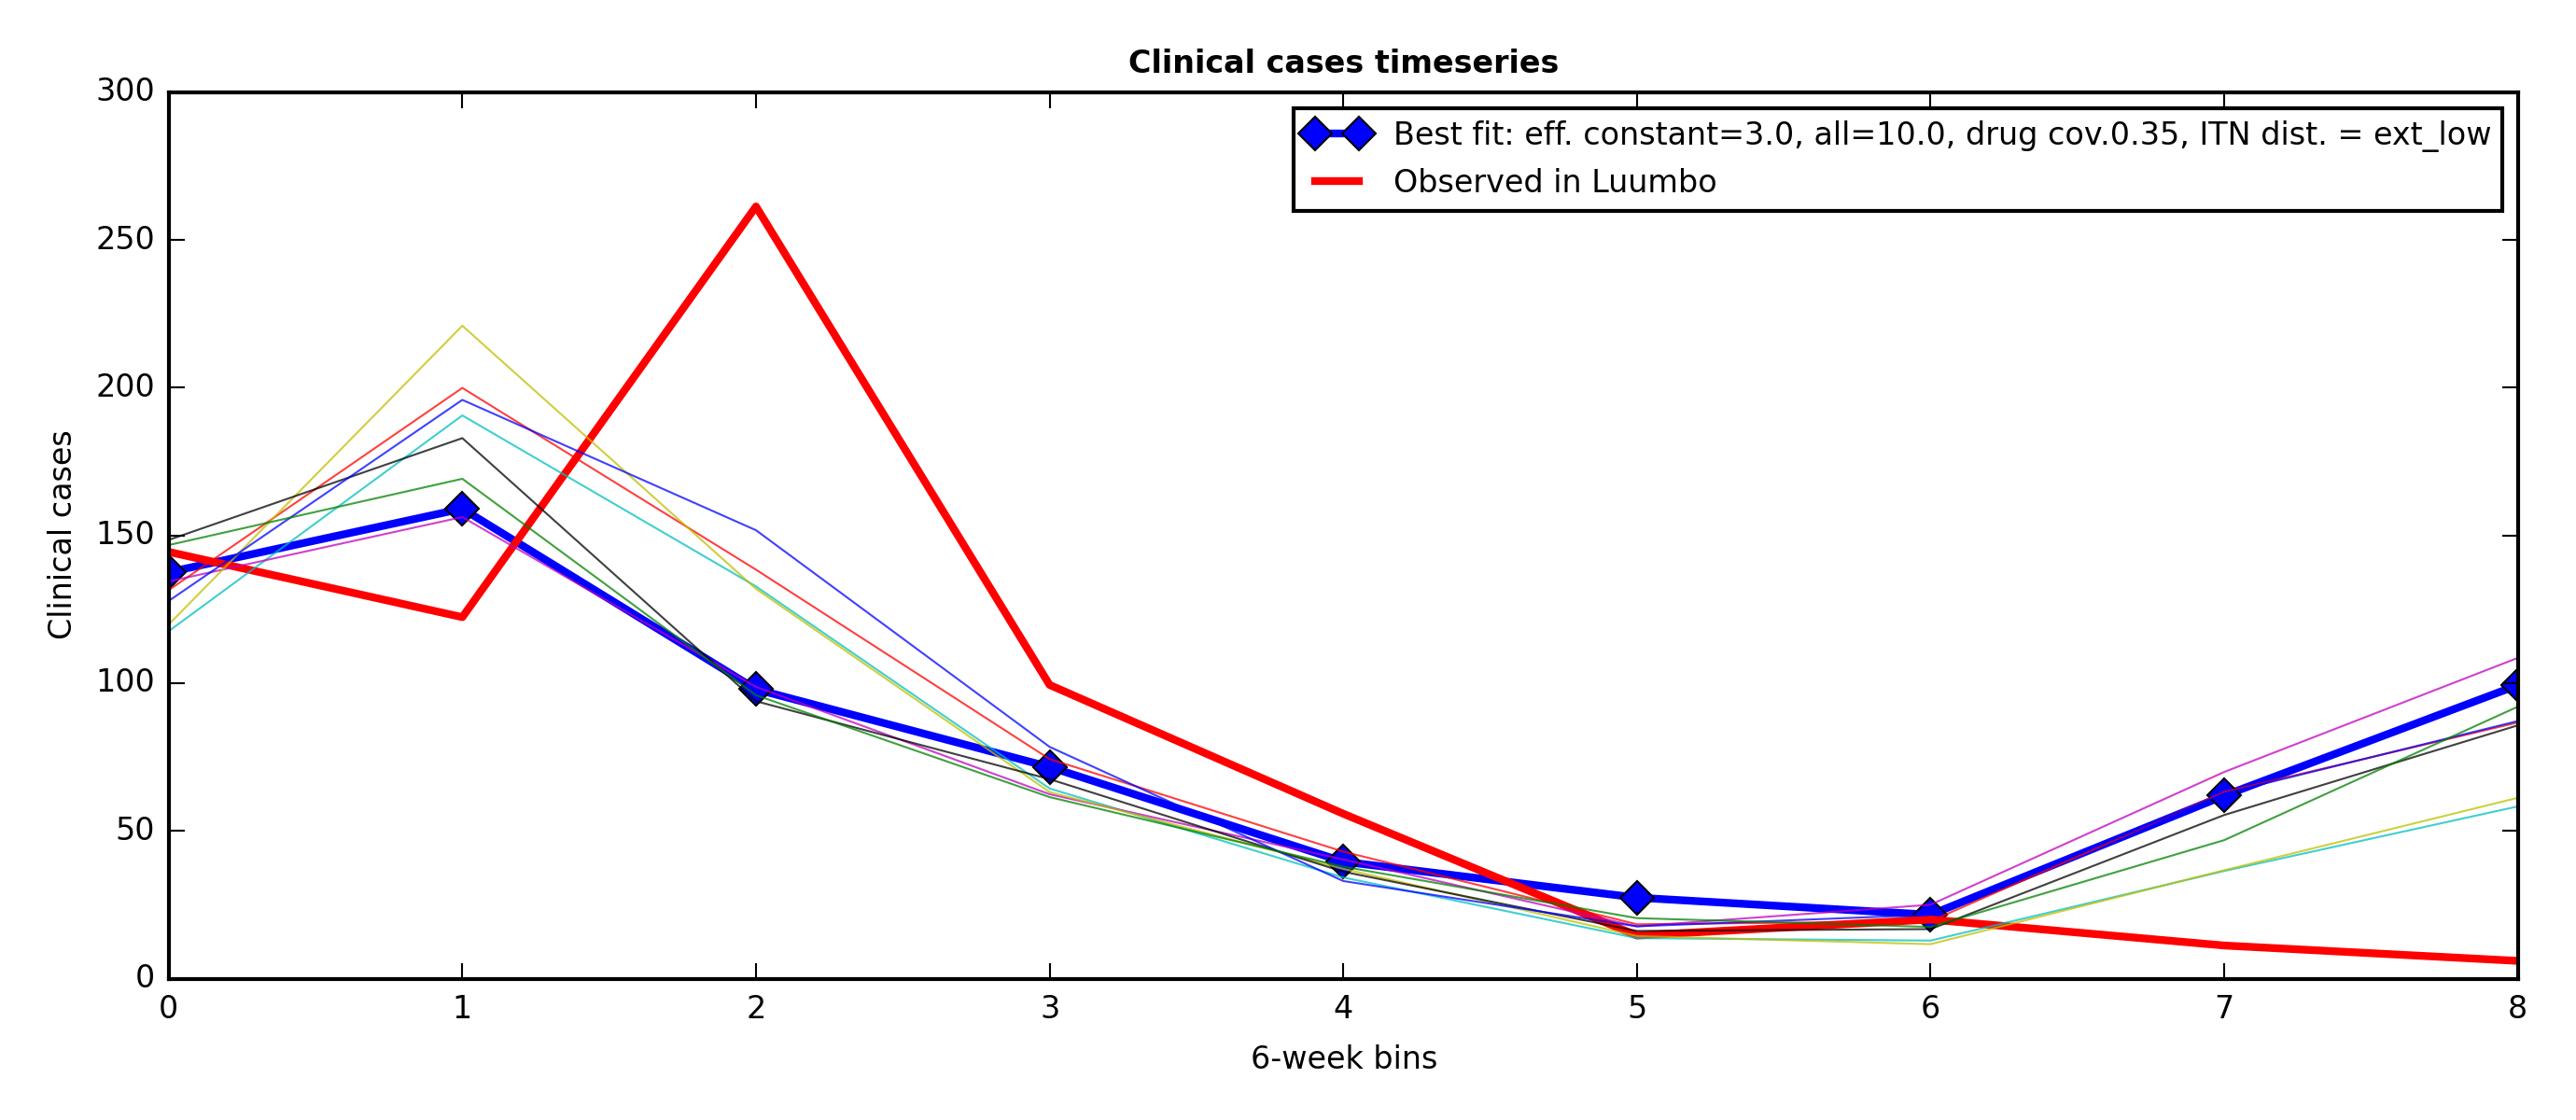 Clinical cases timeseries
300
250
200
150
100
50
0
Clinical cases
Best fit: eff. constant=3.0, all=10.0, drug cov.0.35, ITN dist. = ext_low
Observed in Luumbo
0 1 2 3 4 5 6 7 8
6-week bins